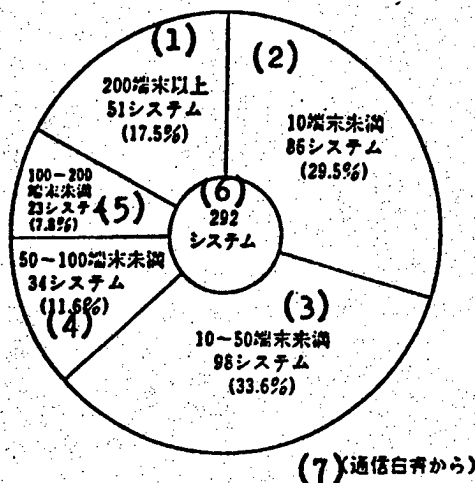 (1)
200端末以上
51システム
(17.5%)
(2)
10端末未満
86システム
(29.5%)
100-200
端末未満
23システ(5)
(7.8%)
(6)
292
システム
50~100端末未満
34システム
(11.6%)
(4)
(3)
10~50端末未満
98システム
(33.6%)
(7)(通信白書から)